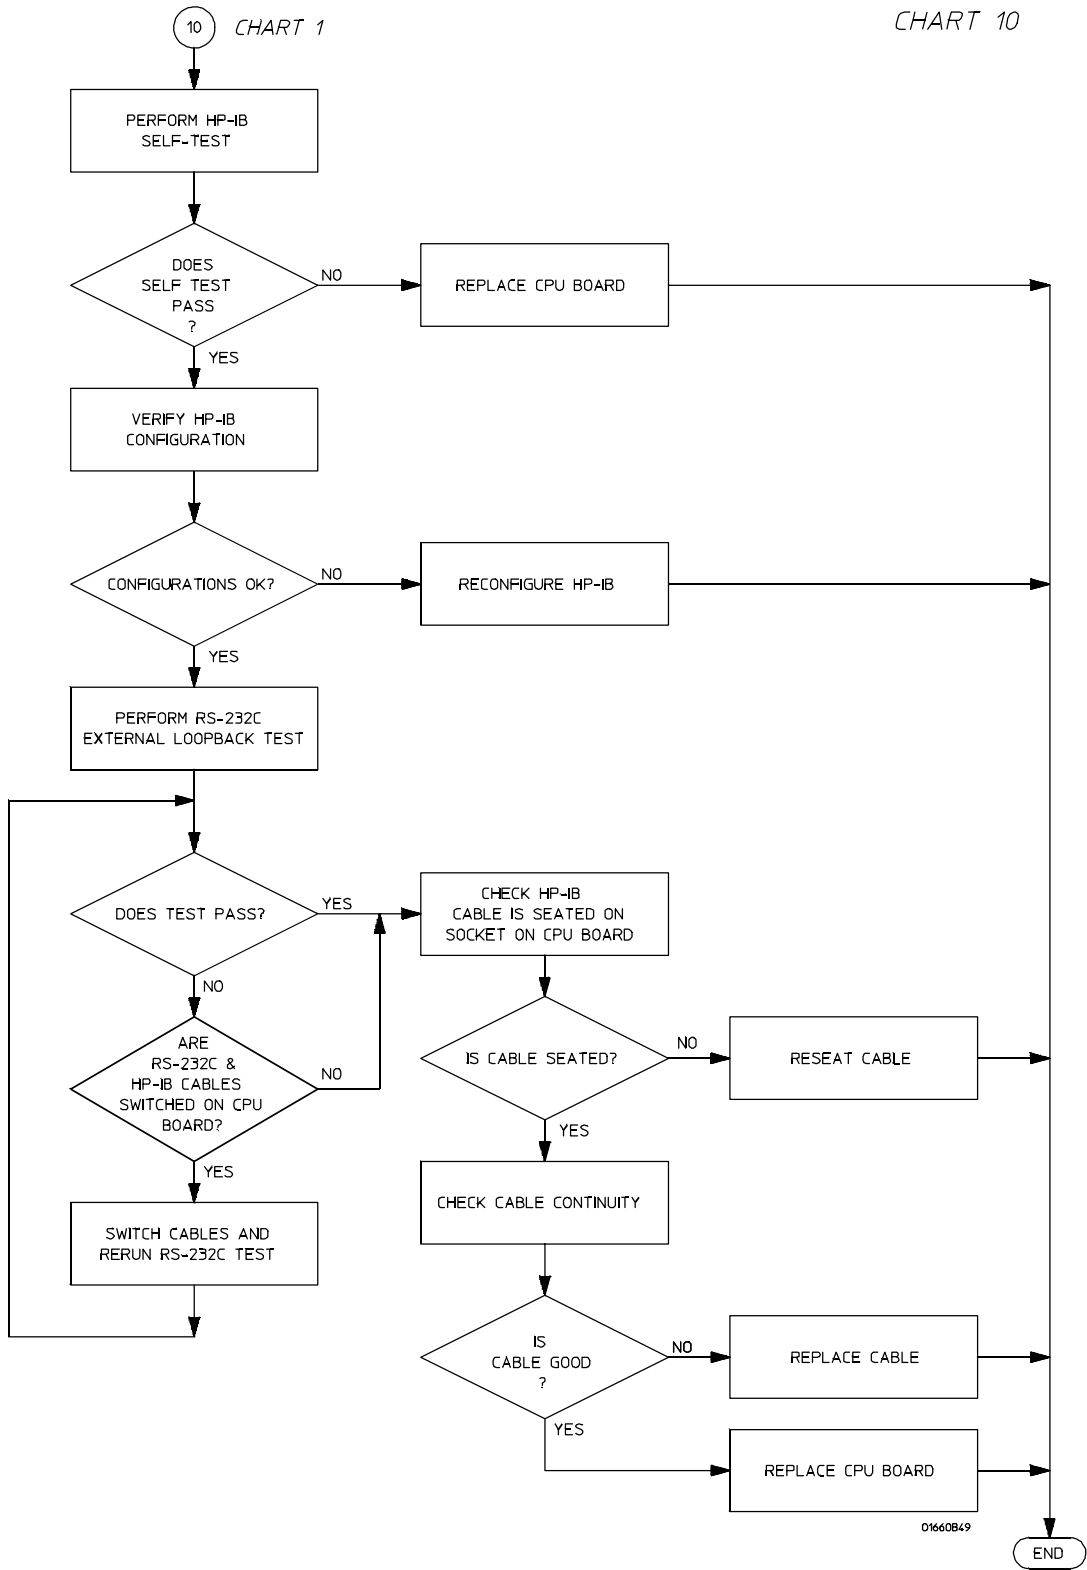 10
CHART 1
CHART 10
PERFORM HP-IB
SELF-TEST
DOES
SELF TEST
PASS
?
NO
REPLACE CPU BOARD
YES
VERIFY HP-IB
CONFIGURATION
CONFIGURATIONS OK?
NO
RECONFIGURE HP-IB
YES
PERFORM RS-232C
EXTERNAL LOOPBACK TEST
DOES TEST PASS?
YES
CHECK HP-IB
CABLE IS SEATED ON
SOCKET ON CPU BOARD
NO
ARE
RS-232C &
HP-IB CABLES
SWITCHED ON CPU
BOARD?
NO
IS CABLE SEATED?
NO
RESEAT CABLE
YES
YES
SWITCH CABLES AND
RERUN RS-232C TEST
CHECK CABLE CONTINUITY
IS
CABLE GOOD
?
NO
REPLACE CABLE
YES
REPLACE CPU BOARD
01660B49
END